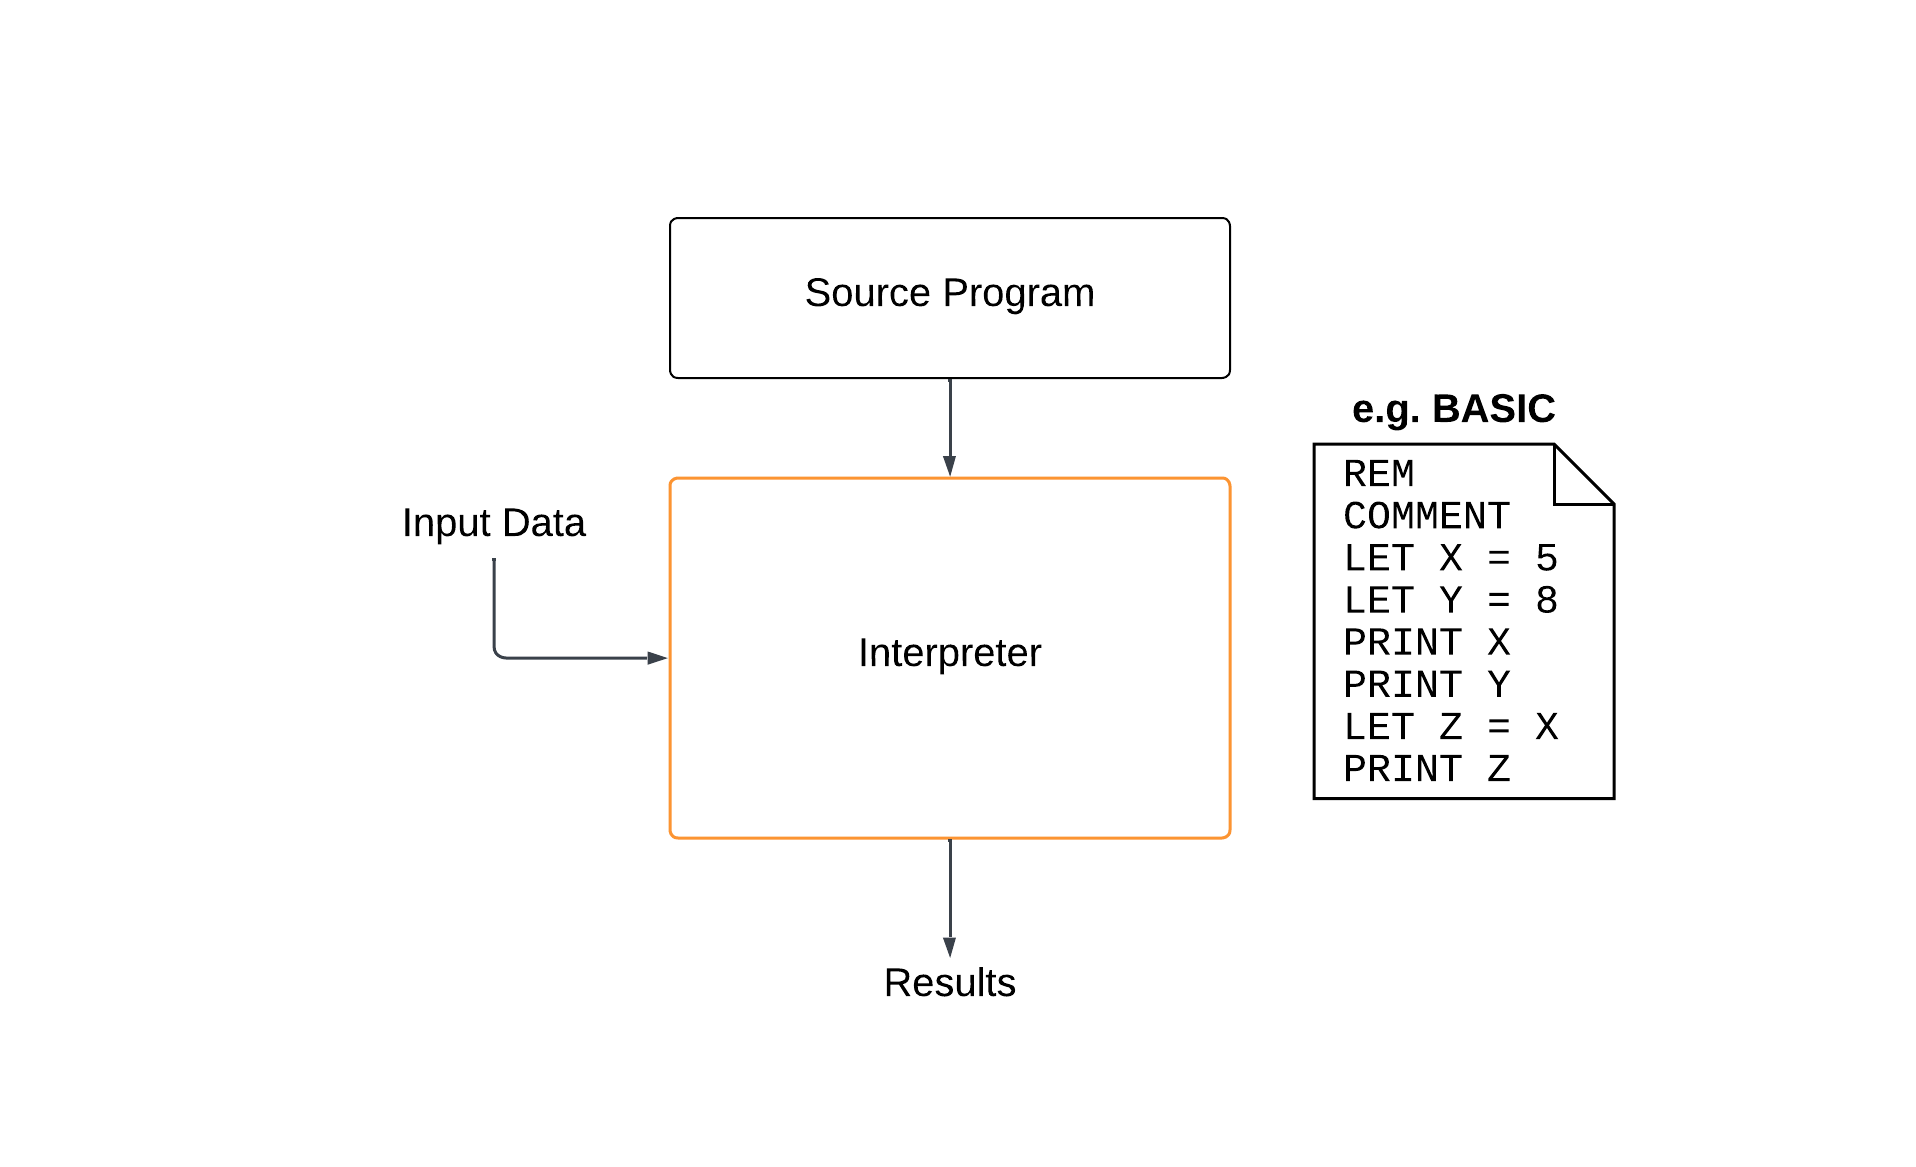 Source Program
Input Data
Interpreter
Results
e.g. BASIC
REM
COMMENT
LET X = 5
LET Y = 8
PRINT X
PRINT Y
LET Z = X
PRINT Z